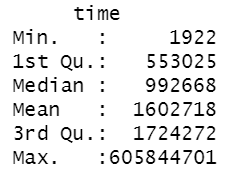 time
Min.   :     1922
1st Qu.:   553025
Median :   992668
Mean   :  1602718
3rd Qu.:  1724272
Max.   :605844701